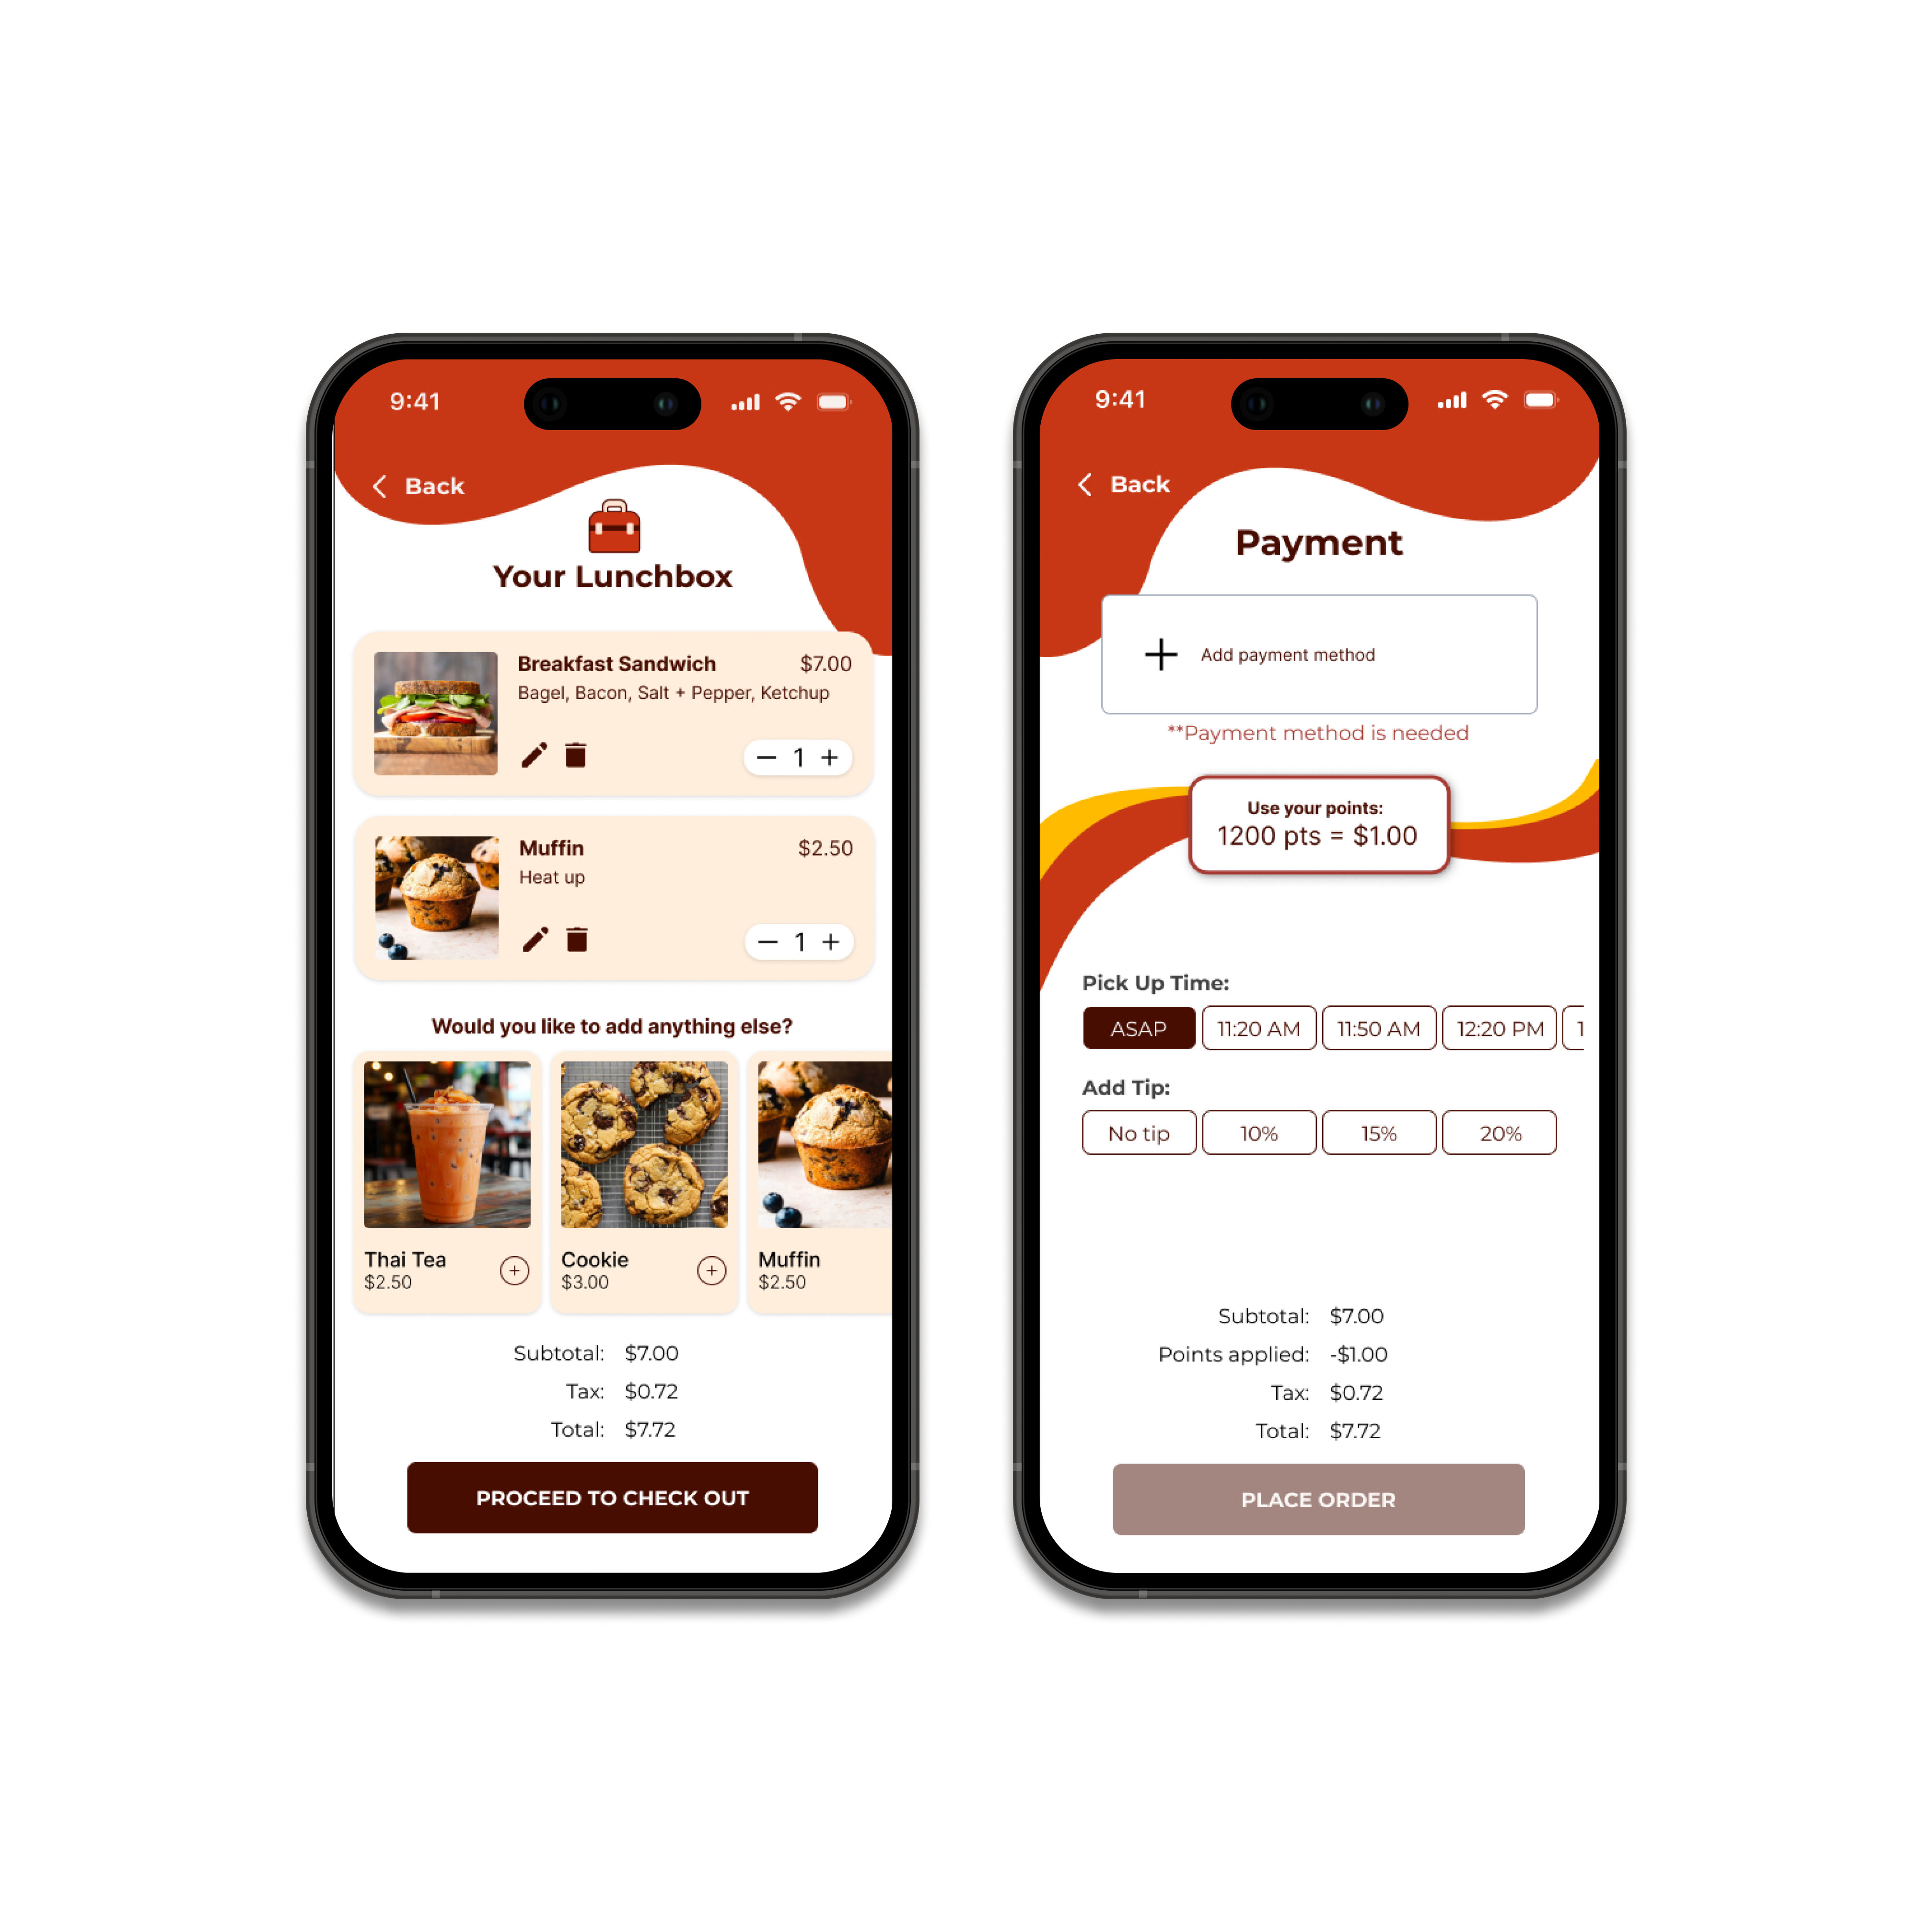 9:41
Back
Your Lunchbox
Breakfast Sandwich $7.00
Bagel, Bacon, Salt + Pepper, Ketchup
1
Muffin $2.50
Heat up
1
Would you like to add anything else?
Thai Tea
$2.50
Cookie
$3.00
Muffin
$2.50
Subtotal: $7.00
Tax: $0.72
Total: $7.72
PROCEED TO CHECK OUT
9:41
Back
Payment
Add payment method
**Payment method is needed
Use your points:
1200 pts = $1.00
Pick Up Time:
ASAP 11:20 AM 11:50 AM 12:20 PM 1
Add Tip:
No tip 10% 15% 20%
Subtotal: $7.00
Points applied: -$1.00
Tax: $0.72
Total: $7.72
PLACE ORDER